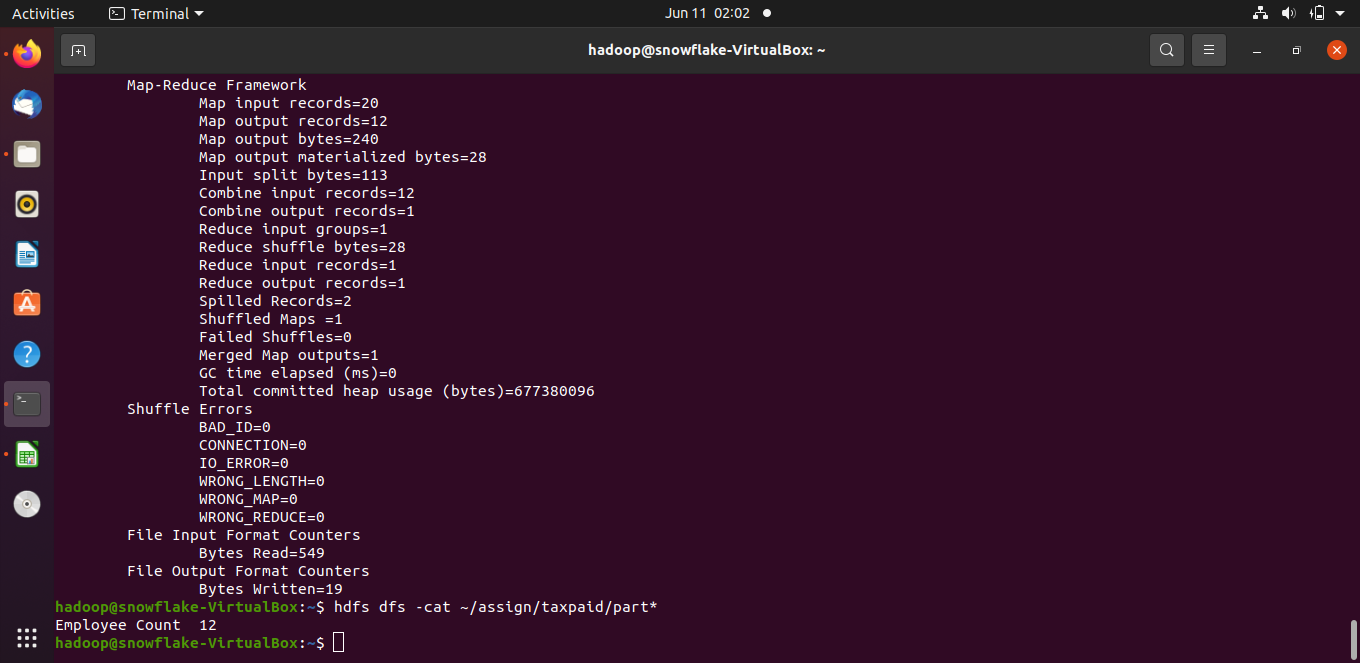 Activities
Terminal
Jun 11 02:02
hadoop@snowflake-VirtualBox: ~
Map-Reduce Framework
Map input records=20
Map output records=12
Map output bytes=240
Map output materialized bytes=28
Input split bytes=113
Combine input records=12
Combine output records=1
Reduce input groups=1
Reduce shuffle bytes=28
Reduce input records=1
Reduce output records=1
Spilled Records=2
Shuffled Maps =1
Failed Shuffles=0
Merged Map outputs=1
GC time elapsed (ms)=0
Total committed heap usage (bytes)=677380096
Shuffle Errors
BAD_ID=0
CONNECTION=0
IO_ERROR=0
WRONG_LENGTH=0
WRONG_MAP=0
WRONG_REDUCE=0
File Input Format Counters
Bytes Read=549
File Output Format Counters
Bytes Written=19
hadoop@snowflake-VirtualBox:~$ hdfs dfs -cat ~/assign/taxpaid/part*
Employee Count  12
hadoop@snowflake-VirtualBox:~$